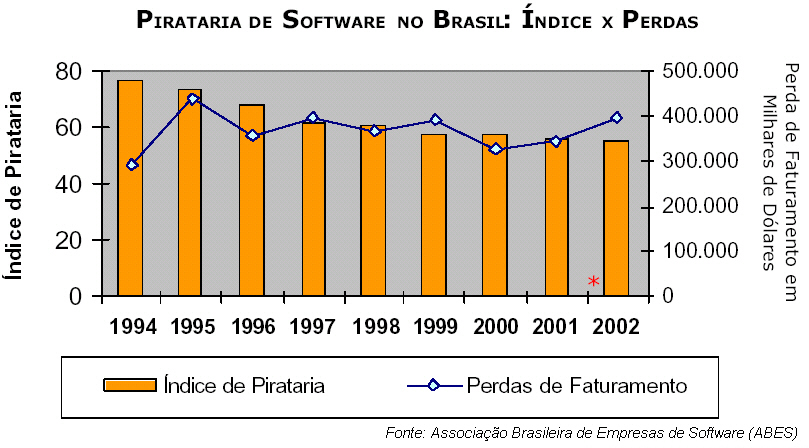 PIRATARIA DE SOFTWARE NO BRASIL: ÍNDICE X PERDAS
Índice de Pirataria
80
60
40
20
0
500.000
400.000
300.000
200.000
100.000
0
Perda de Faturamento em
Milhares de Dólares
*
1994 1995 1996 1997 1998 1999 2000 2001 2002
Índice de Pirataria
Perdas de Faturamento
Fonte: Associação Brasileira de Empresas de Software (ABES)